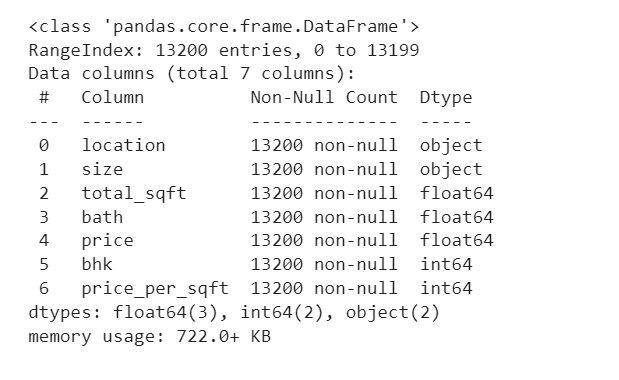 <class 'pandas.core.frame.DataFrame'>
RangeIndex: 13200 entries, 0 to 13199
Data columns (total 7 columns):
 #   Column          Non-Null Count  Dtype
---  ------          --------------  -----
 0   location        13200 non-null  object
 1   size            13200 non-null  object
 2   total_sqft      13200 non-null  float64
 3   bath            13200 non-null  float64
 4   price           13200 non-null  float64
 5   bhk             13200 non-null  int64
 6   price_per_sqft  13200 non-null  int64
dtypes: float64(3), int64(2), object(2)
memory usage: 722.0+ KB